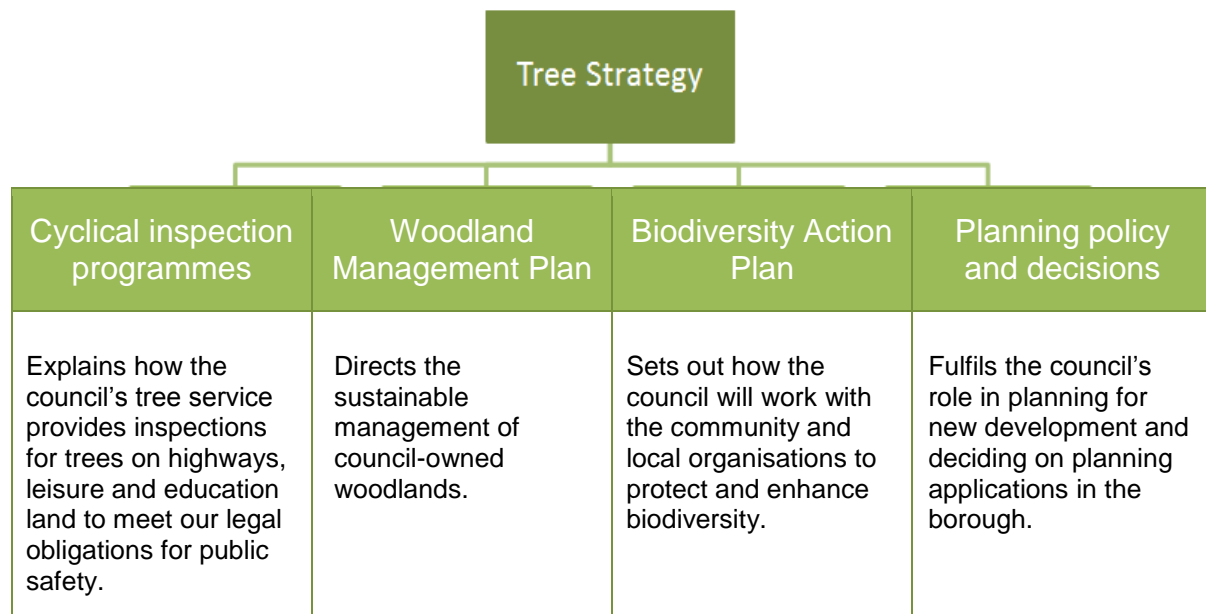 Tree Strategy
Cyclical inspection
programmes
Woodland
Management Plan
Biodiversity Action
Plan
Planning policy
and decisions
Explains how the
council’s tree service
provides inspections
for trees on highways,
leisure and education
land to meet our legal
obligations for public
safety.
Directs the
sustainable
management of
council-owned
woodlands.
Sets out how the
council will work with
the community and
local organisations to
protect and enhance
biodiversity.
Fulfils the council’s
role in planning for
new development and
deciding on planning
applications in the
borough.